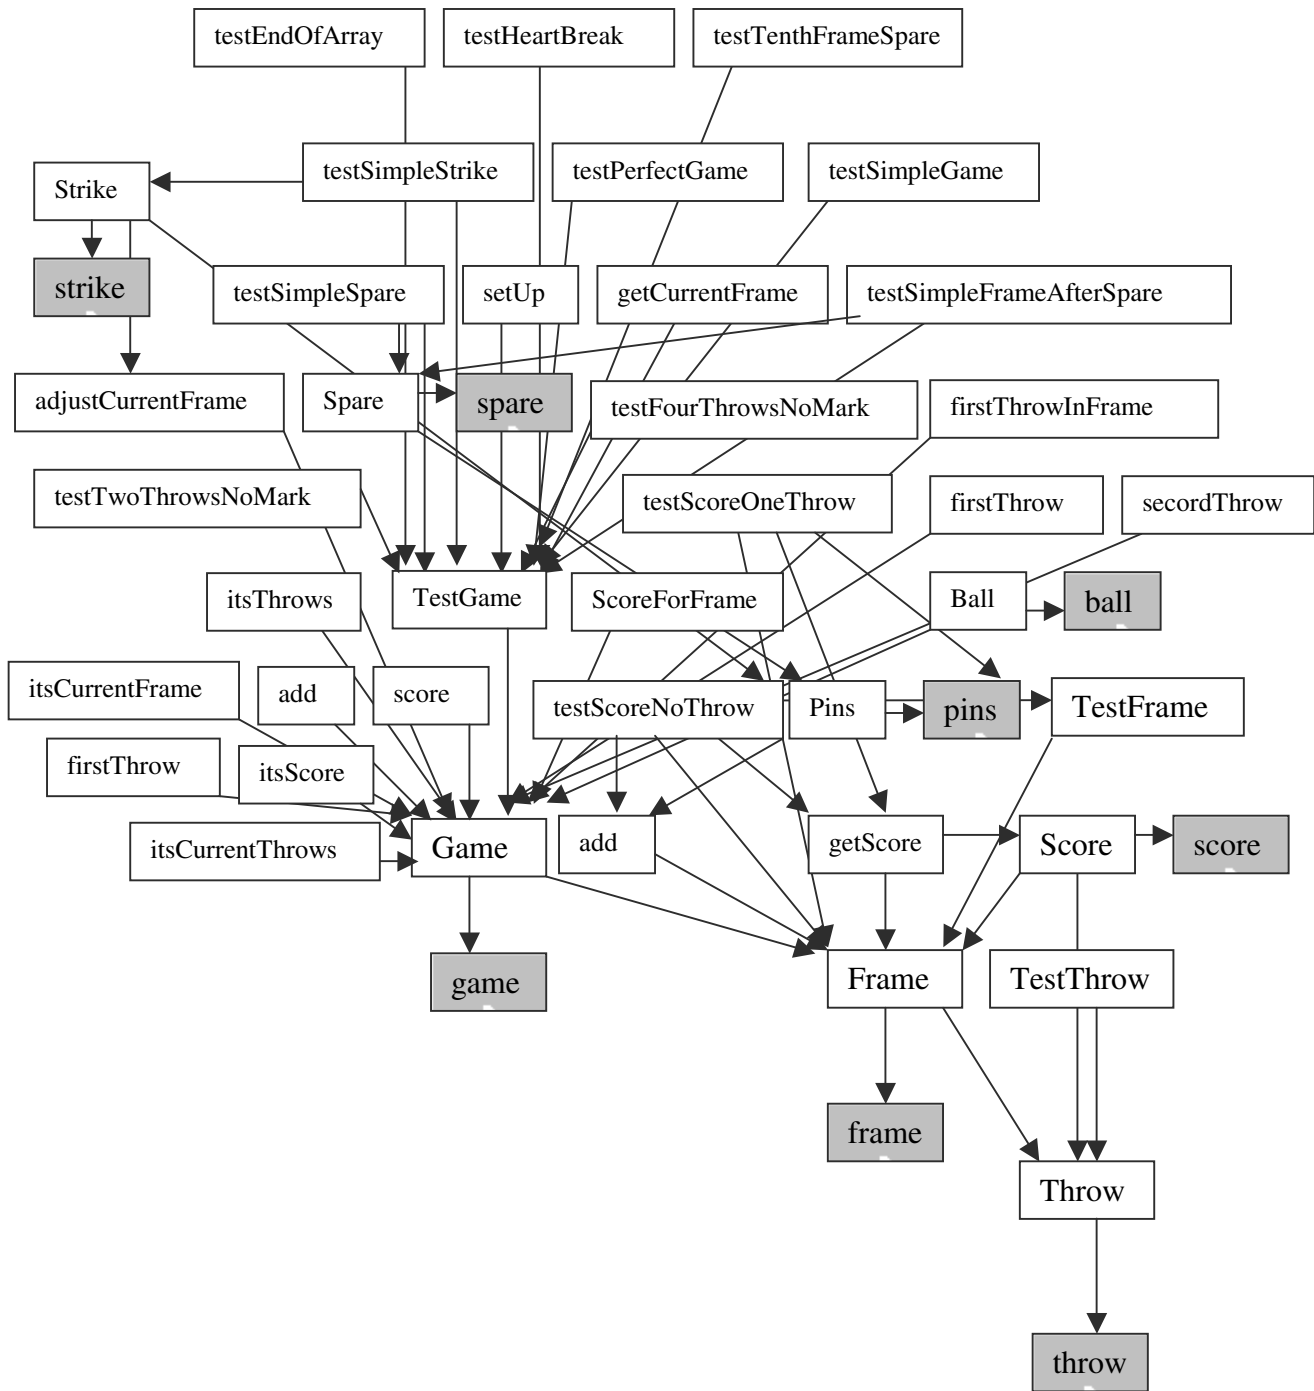 testEndOfArray
testHeartBreak
testTenthFrameSpare
Strike
testSimpleStrike
testPerfectGame
testSimpleGame
strike
testSimpleSpare
setUp
getCurrentFrame
testSimpleFrameAfterSpare
adjustCurrentFrame
Spare
spare
testFourThrowsNoMark
firstThrowInFrame
testTwoThrowsNoMark
testScoreOneThrow
firstThrow
secordThrow
itsThrows
TestGame
ScoreForFrame
Ball
ball
itsCurrentFrame
add
score
testScoreNoThrow
Pins
pins
TestFrame
firstThrow
itsScore
itsCurrentThrows
Game
add
getScore
Score
score
game
Frame
TestThrow
frame
Throw
throw